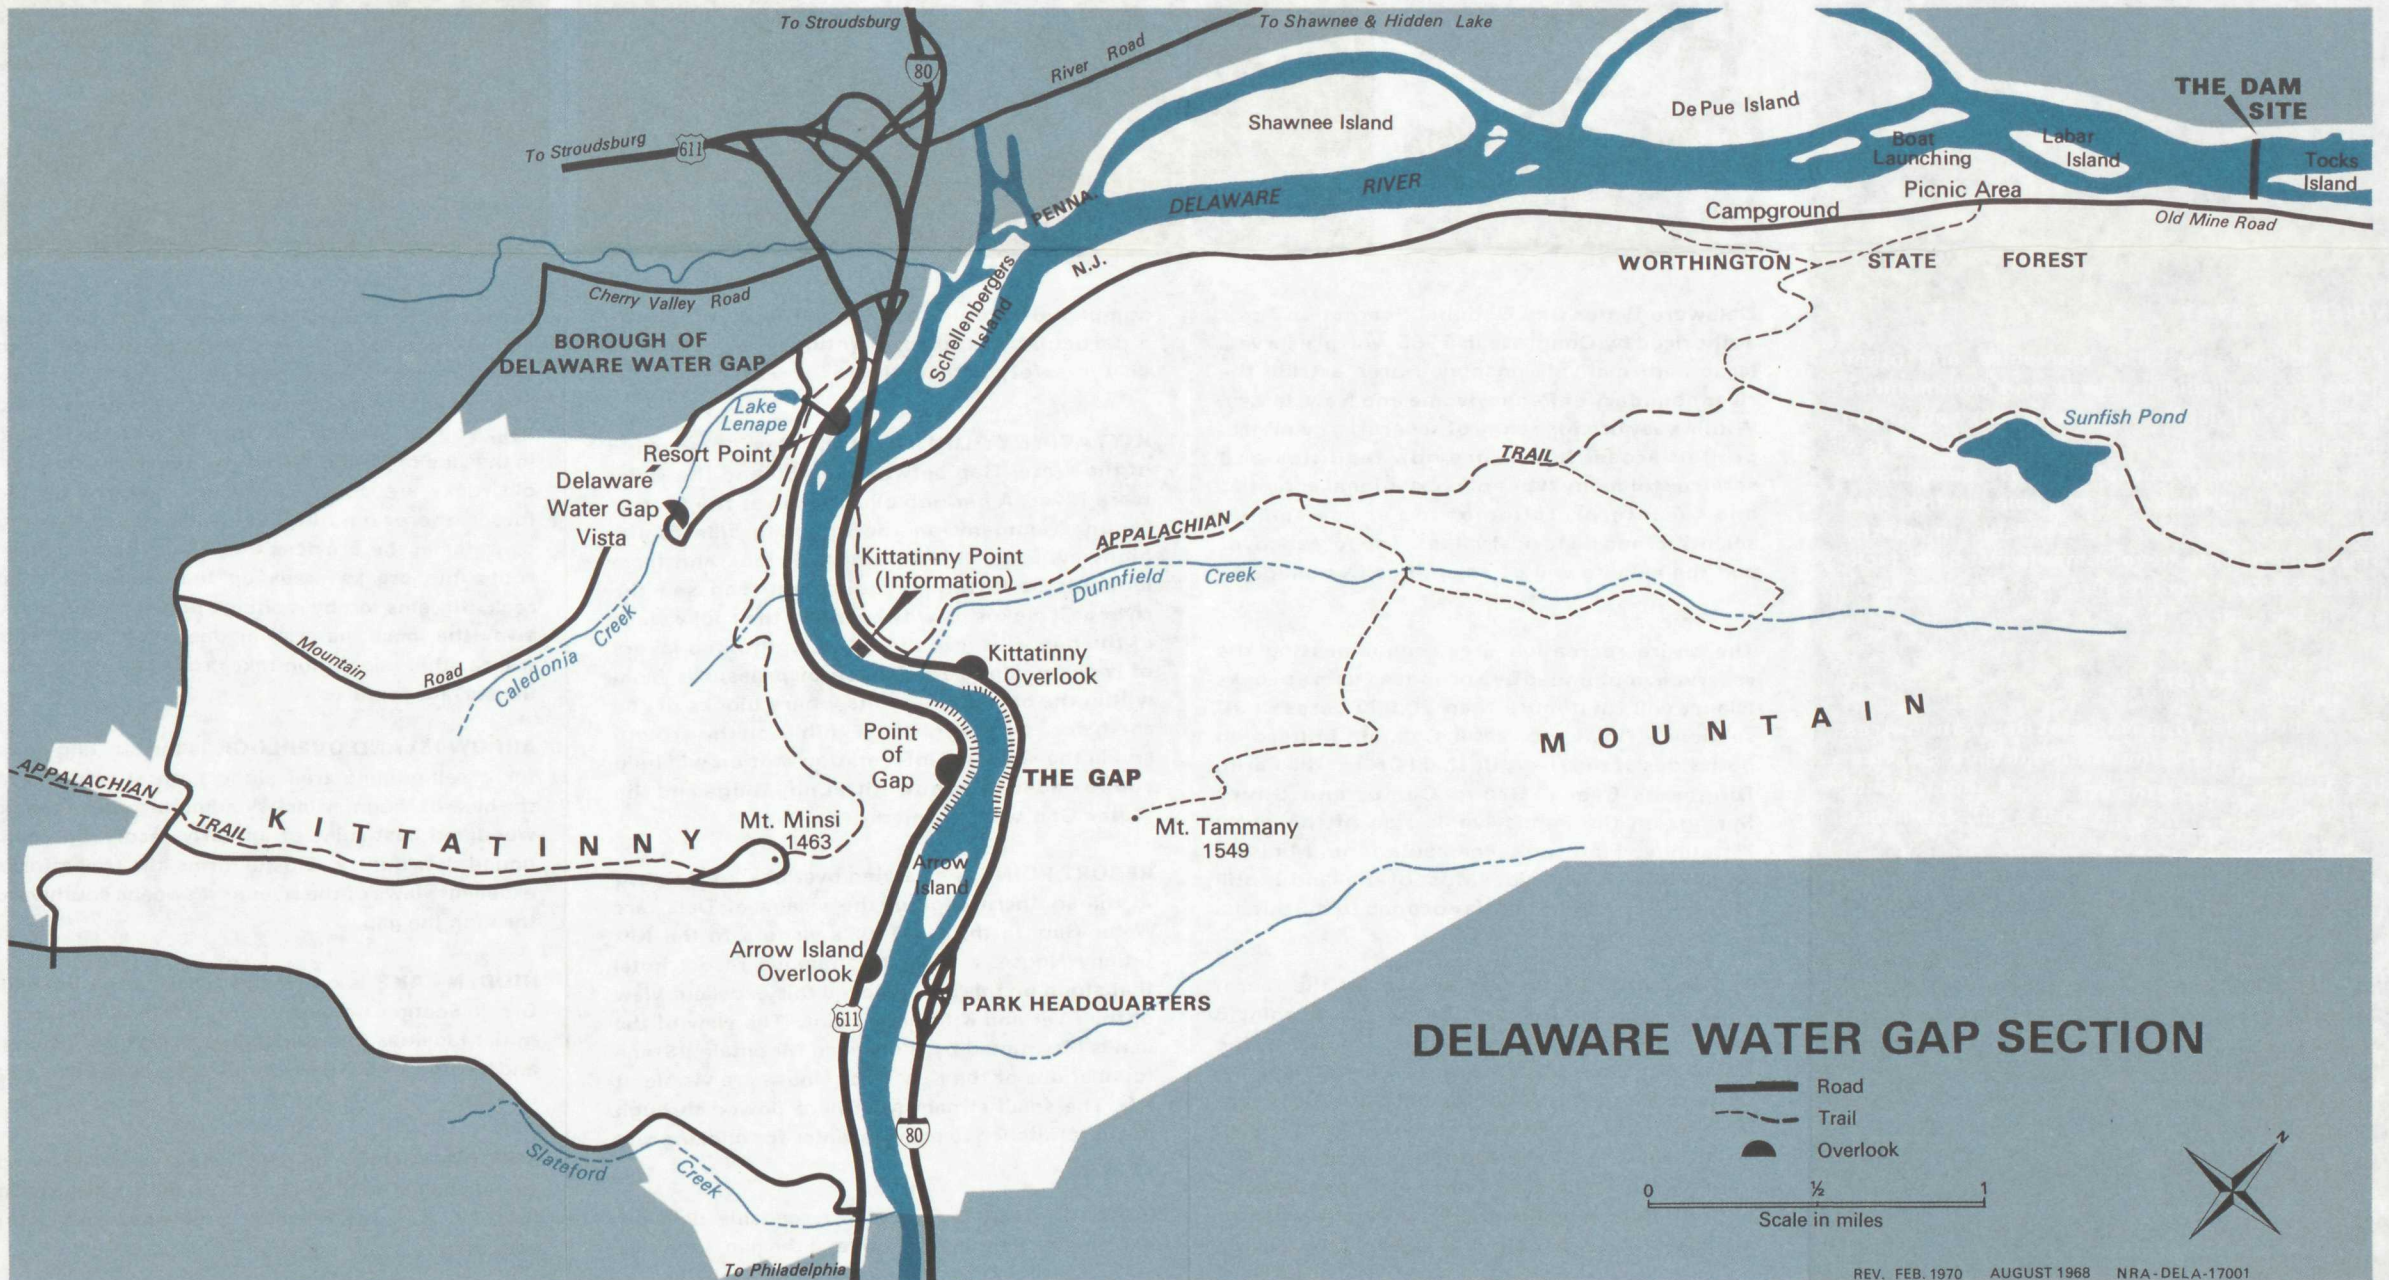 To Stroudsburg
To Shawnee & Hidden Lake
80
River Road
To Stroudsburg
611
Shawnee Island
De Pue Island
THE DAM
SITE
Boat
Launching
Labar
Island
Tocks
Island
PENNA.
DELAWARE RIVER
Picnic Area
Campground
Old Mine Road
N.J.
WORTHINGTON STATE FOREST
Schellenbergers
Island
Cherry Valley Road
BOROUGH OF
DELAWARE WATER GAP
Lake
Lenape
Sunfish Pond
Resort Point
TRAIL
Delaware
Water Gap
Vista
APPALACHIAN
Kittatinny Point
(Information)
Dunnfield Creek
Caledonia Creek
Mountain Road
Kittatinny
Overlook
MOUNTAIN
Point
of
Gap
THE GAP
APPALACHIAN
TRAIL
KITTATINNY
Mt. Minsi
1463
Mt. Tammany
1549
Arrow
Island
Arrow Island
Overlook
PARK HEADQUARTERS
611
80
DELAWARE WATER GAP SECTION
Road
Trail
Overlook
0 ½ 1
Scale in miles
N
Slateford Creek
To Philadelphia
REV. FEB. 1970 AUGUST 1968 NRA-DELA-17001